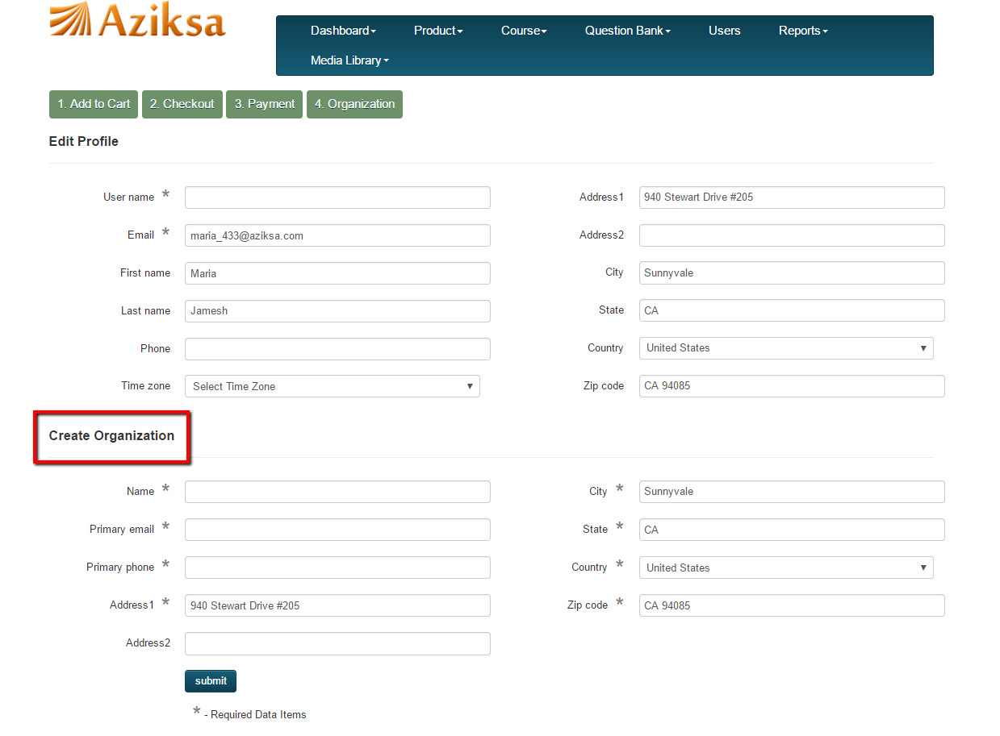 Aziksa
Dashboard Product Course Question Bank Users Reports
Media Library
1. Add to Cart 2. Checkout 3. Payment 4. Organization
Edit Profile
User name * Address1 940 Stewart Drive #205
Email * maria_433@aziksa.com Address2
First name Maria City Sunnyvale
Last name Jamesh State CA
Phone Country United States
Time zone Select Time Zone Zip code CA 94085
Create Organization
Name * City * Sunnyvale
Primary email * State * CA
Primary phone * Country * United States
Address1 * 940 Stewart Drive #205 Zip code * CA 94085
Address2
submit
* - Required Data Items